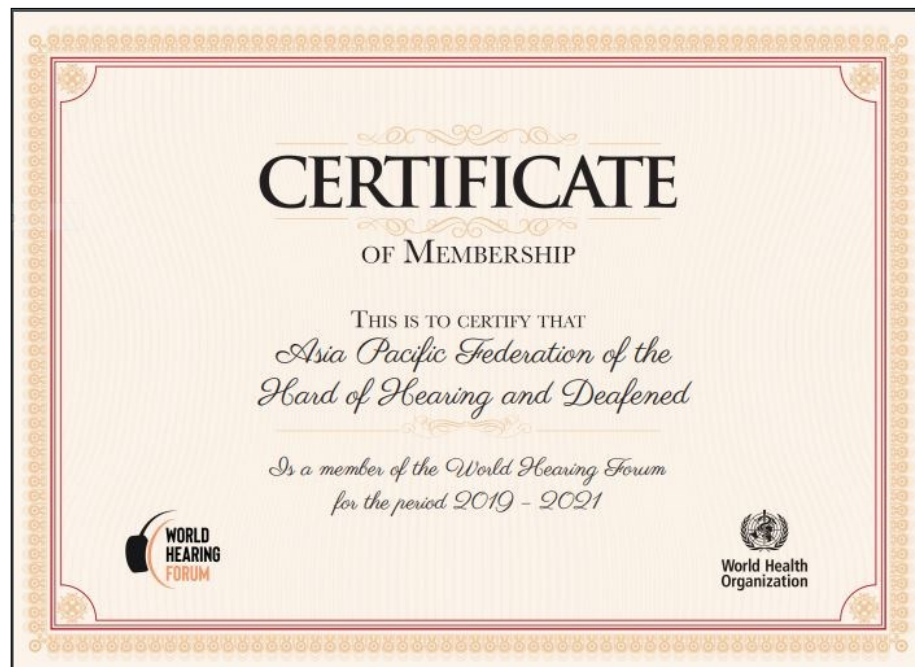 CERTIFICATE
OF MEMBERSHIP
THIS IS TO CERTIFY THAT
Asia Pacific Federation of the
Hard of Hearing and Deafened
Is a member of the World Hearing Forum
for the period 2019 - 2021
WORLD
HEARING
FORUM
World Health
Organization